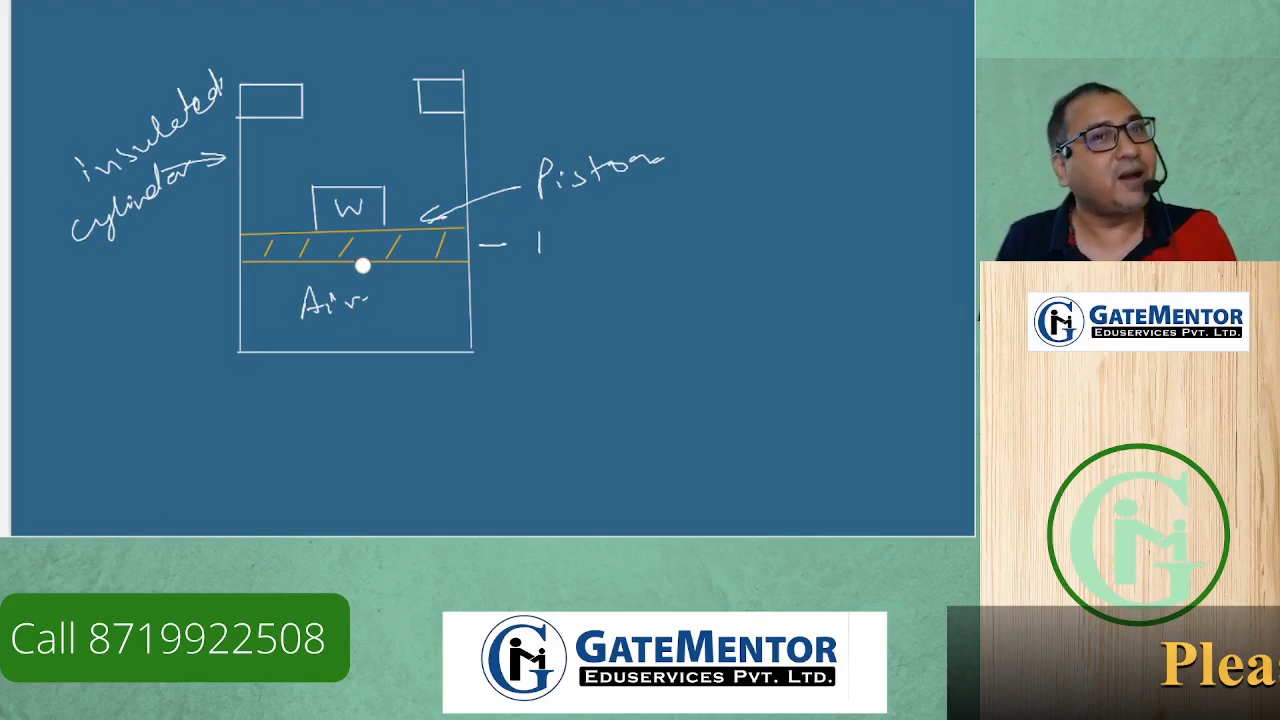 insulated
cylinder
W
Piston
– 1
Air
GATEMENTOR
EDUSERVICES PVT. LTD.
Call 8719922508
GATEMENTOR
EDUSERVICES PVT. LTD.
Plea